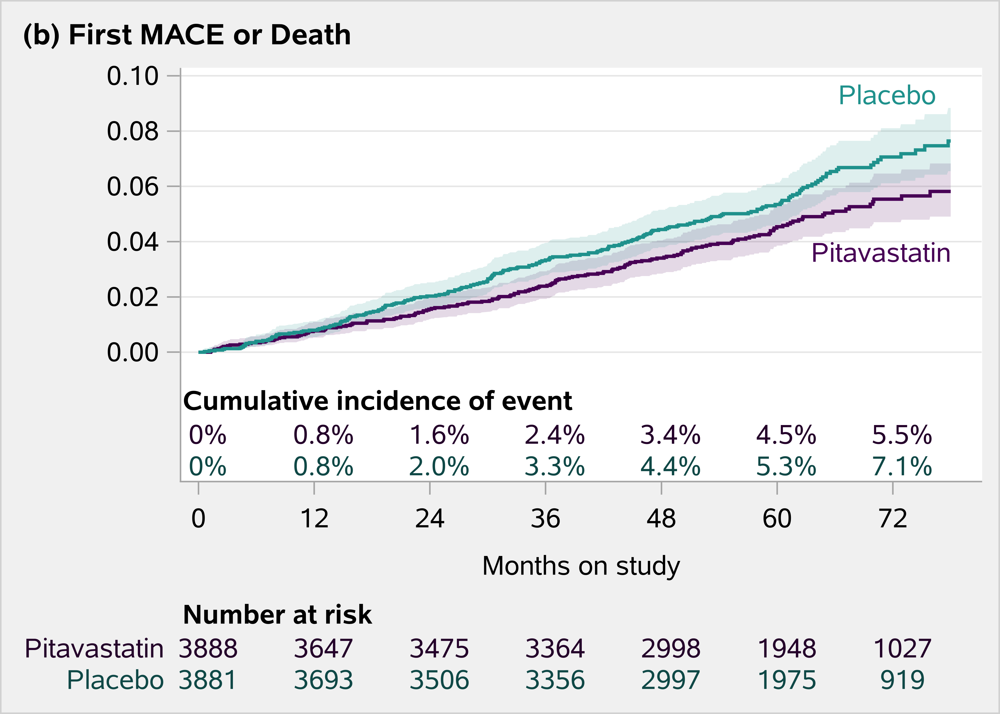 (b) First MACE or Death
0.10
Placebo
0.08
0.06
0.04
Pitavastatin
0.02
0.00
Cumulative incidence of event
0% 0.8% 1.6% 2.4% 3.4% 4.5% 5.5%
0% 0.8% 2.0% 3.3% 4.4% 5.3% 7.1%
0 12 24 36 48 60 72
Months on study
Number at risk
Pitavastatin 3888 3647 3475 3364 2998 1948 1027
Placebo 3881 3693 3506 3356 2997 1975 919